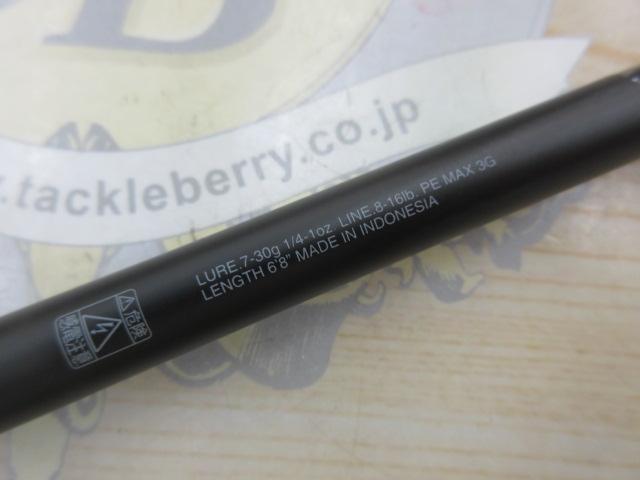 .tackleberry.co.jp
LURE.7-30g 1/4-1oz. LINE.8-16lb. PE MAX 3G
LENGTH 6'8" MADE IN INDONESIA
危険
感電注意